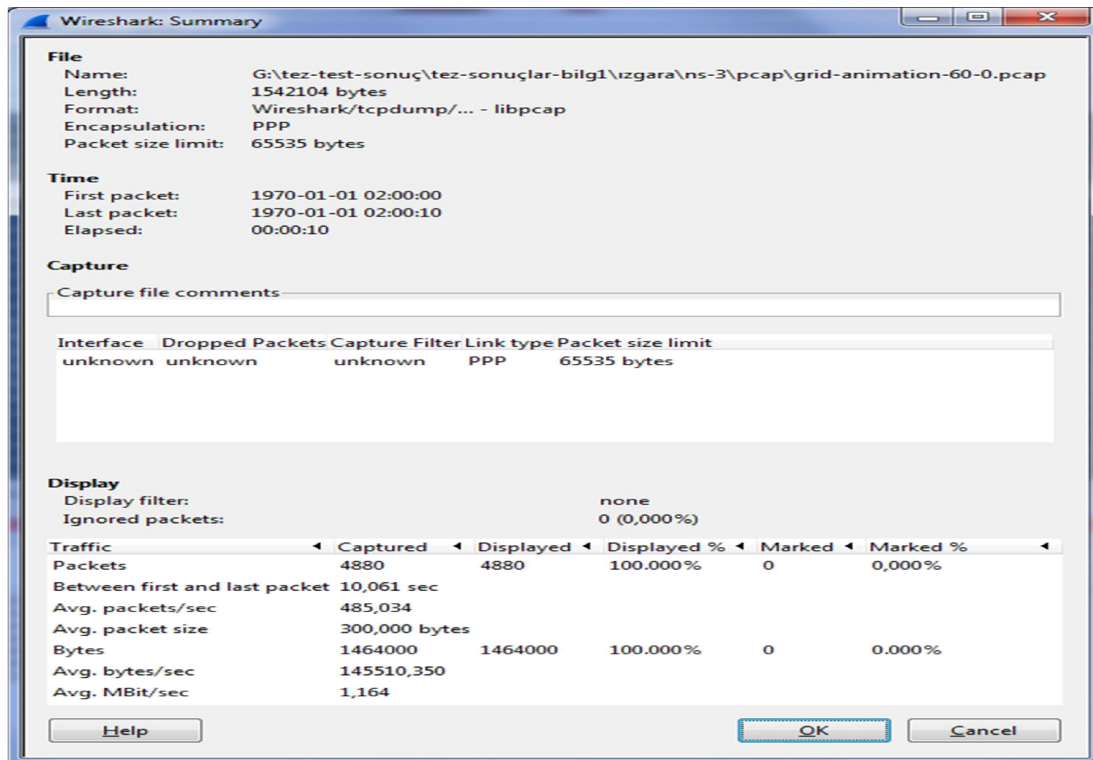 Wireshark: Summary
File
Name: G:\tez-test-sonuç\tez-sonuçlar-bilg1\ızgara\ns-3\pcap\grid-animation-60-0.pcap
Length: 1542104 bytes
Format: Wireshark/tcpdump/... - libpcap
Encapsulation: PPP
Packet size limit: 65535 bytes
Time
First packet: 1970-01-01 02:00:00
Last packet: 1970-01-01 02:00:10
Elapsed: 00:00:10
Capture
Capture file comments
Interface Dropped Packets Capture Filter Link type Packet size limit
unknown unknown unknown PPP 65535 bytes
Display
Display filter: none
Ignored packets: 0 (0,000%)
Traffic Captured Displayed Displayed % Marked Marked %
Packets 4880 4880 100.000% 0 0,000%
Between first and last packet 10,061 sec
Avg. packets/sec 485,034
Avg. packet size 300,000 bytes
Bytes 1464000 1464000 100.000% 0 0.000%
Avg. bytes/sec 145510,350
Avg. MBit/sec 1,164
Help OK Cancel